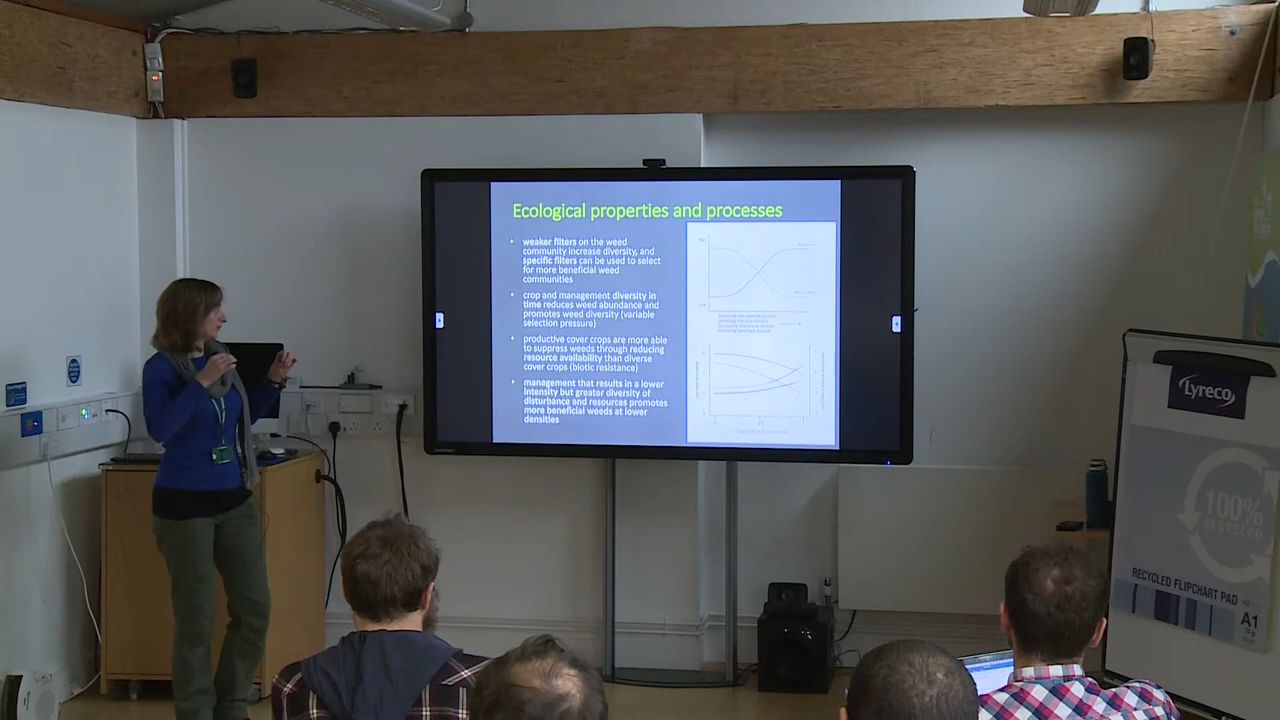 Ecological properties and processes
• weaker filters on the weed
community increase diversity, and
specific filters can be used to select
for more beneficial weed
communities
• crop and management diversity in
time reduces weed abundance and
promotes weed diversity (variable
selection pressure)
• productive cover crops are more able
to suppress weeds through reducing
resource availability than diverse
cover crops (biotic resistance)
• management that results in a lower
intensity but greater diversity of
disturbance and resources promotes
more beneficial weeds at lower
densities
Lyreco
100%
RECYCLED
RECYCLED FLIPCHART PAD
A1